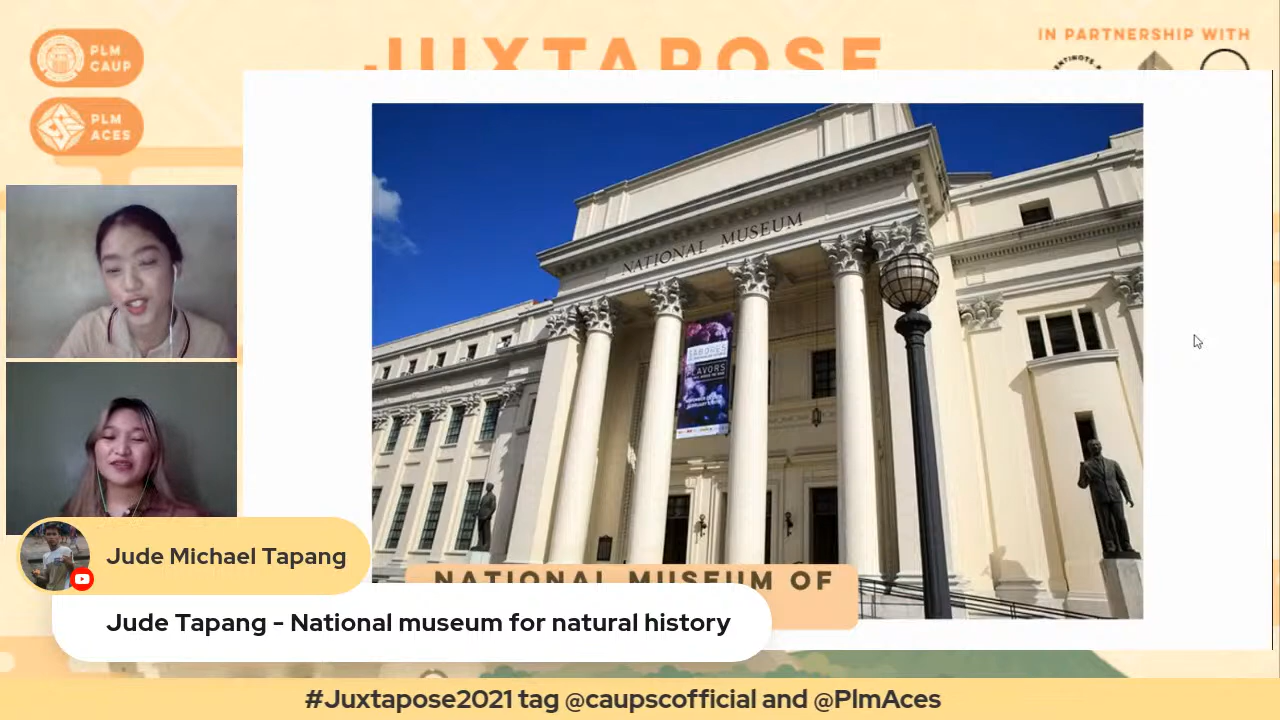 PLM
CAUP
PLM
ACES
JUXTAPOSE
IN PARTNERSHIP WITH
NATIONAL MUSEUM
FLAVORS
NATIONAL MUSEUM OF
Jude Michael Tapang
Jude Tapang - National museum for natural history
#Juxtapose2021 tag @caupscofficial and @PlmAces